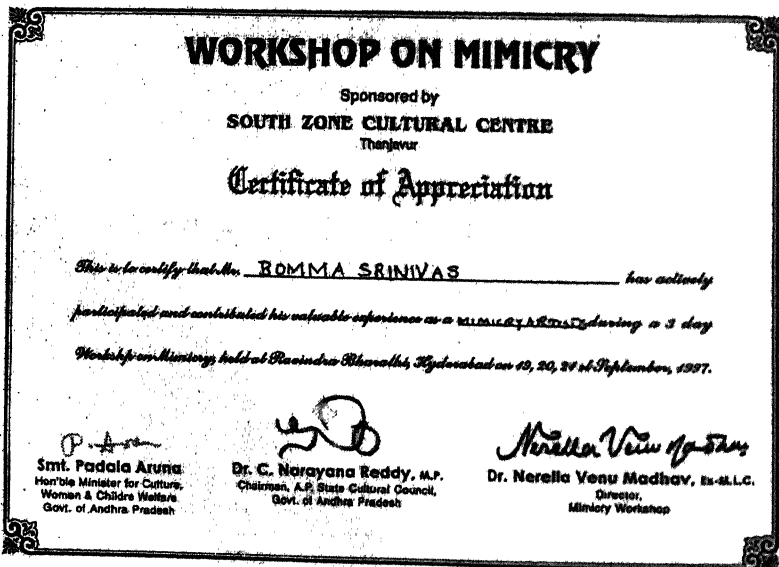 WORKSHOP ON MIMICRY
Sponsored by
SOUTH ZONE CULTURAL CENTRE
Thanjavur
Certificate of Appreciation
This is to certify that Mr. BOMMA SRINIVAS has actively
participated and contributed his valuable experience as a MIMICRY ARTIST during a 3 day
Workshp on Mimicry, held at Ravindra Bharathi, Hyderabad on 19, 20, 21 st September, 1997.
P. Aruna
Nerella Venu Madhav
Smt. Padala Aruna
Hon'ble Minister for Culture,
Women & Childre Welfare
Govt. of Andhra Pradesh
Dr. C. Narayana Reddy, M.P.
Chairman, A.P. State Cultural Council,
Govt. of Andhra Pradesh
Dr. Nerella Venu Madhav, Ex-M.L.C.
Director,
Mimicry Workshop